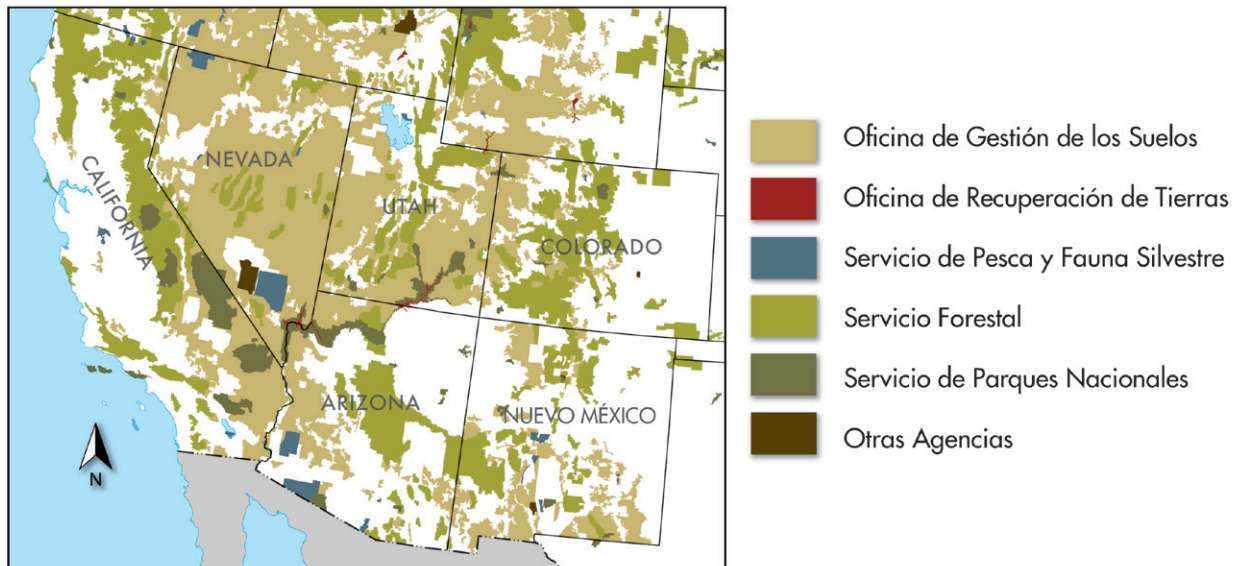 NEVADA
CALIFORNIA
UTAH
COLORADO
ARIZONA
NUEVO MÉXICO
N
Oficina de Gestión de los Suelos
Oficina de Recuperación de Tierras
Servicio de Pesca y Fauna Silvestre
Servicio Forestal
Servicio de Parques Nacionales
Otras Agencias